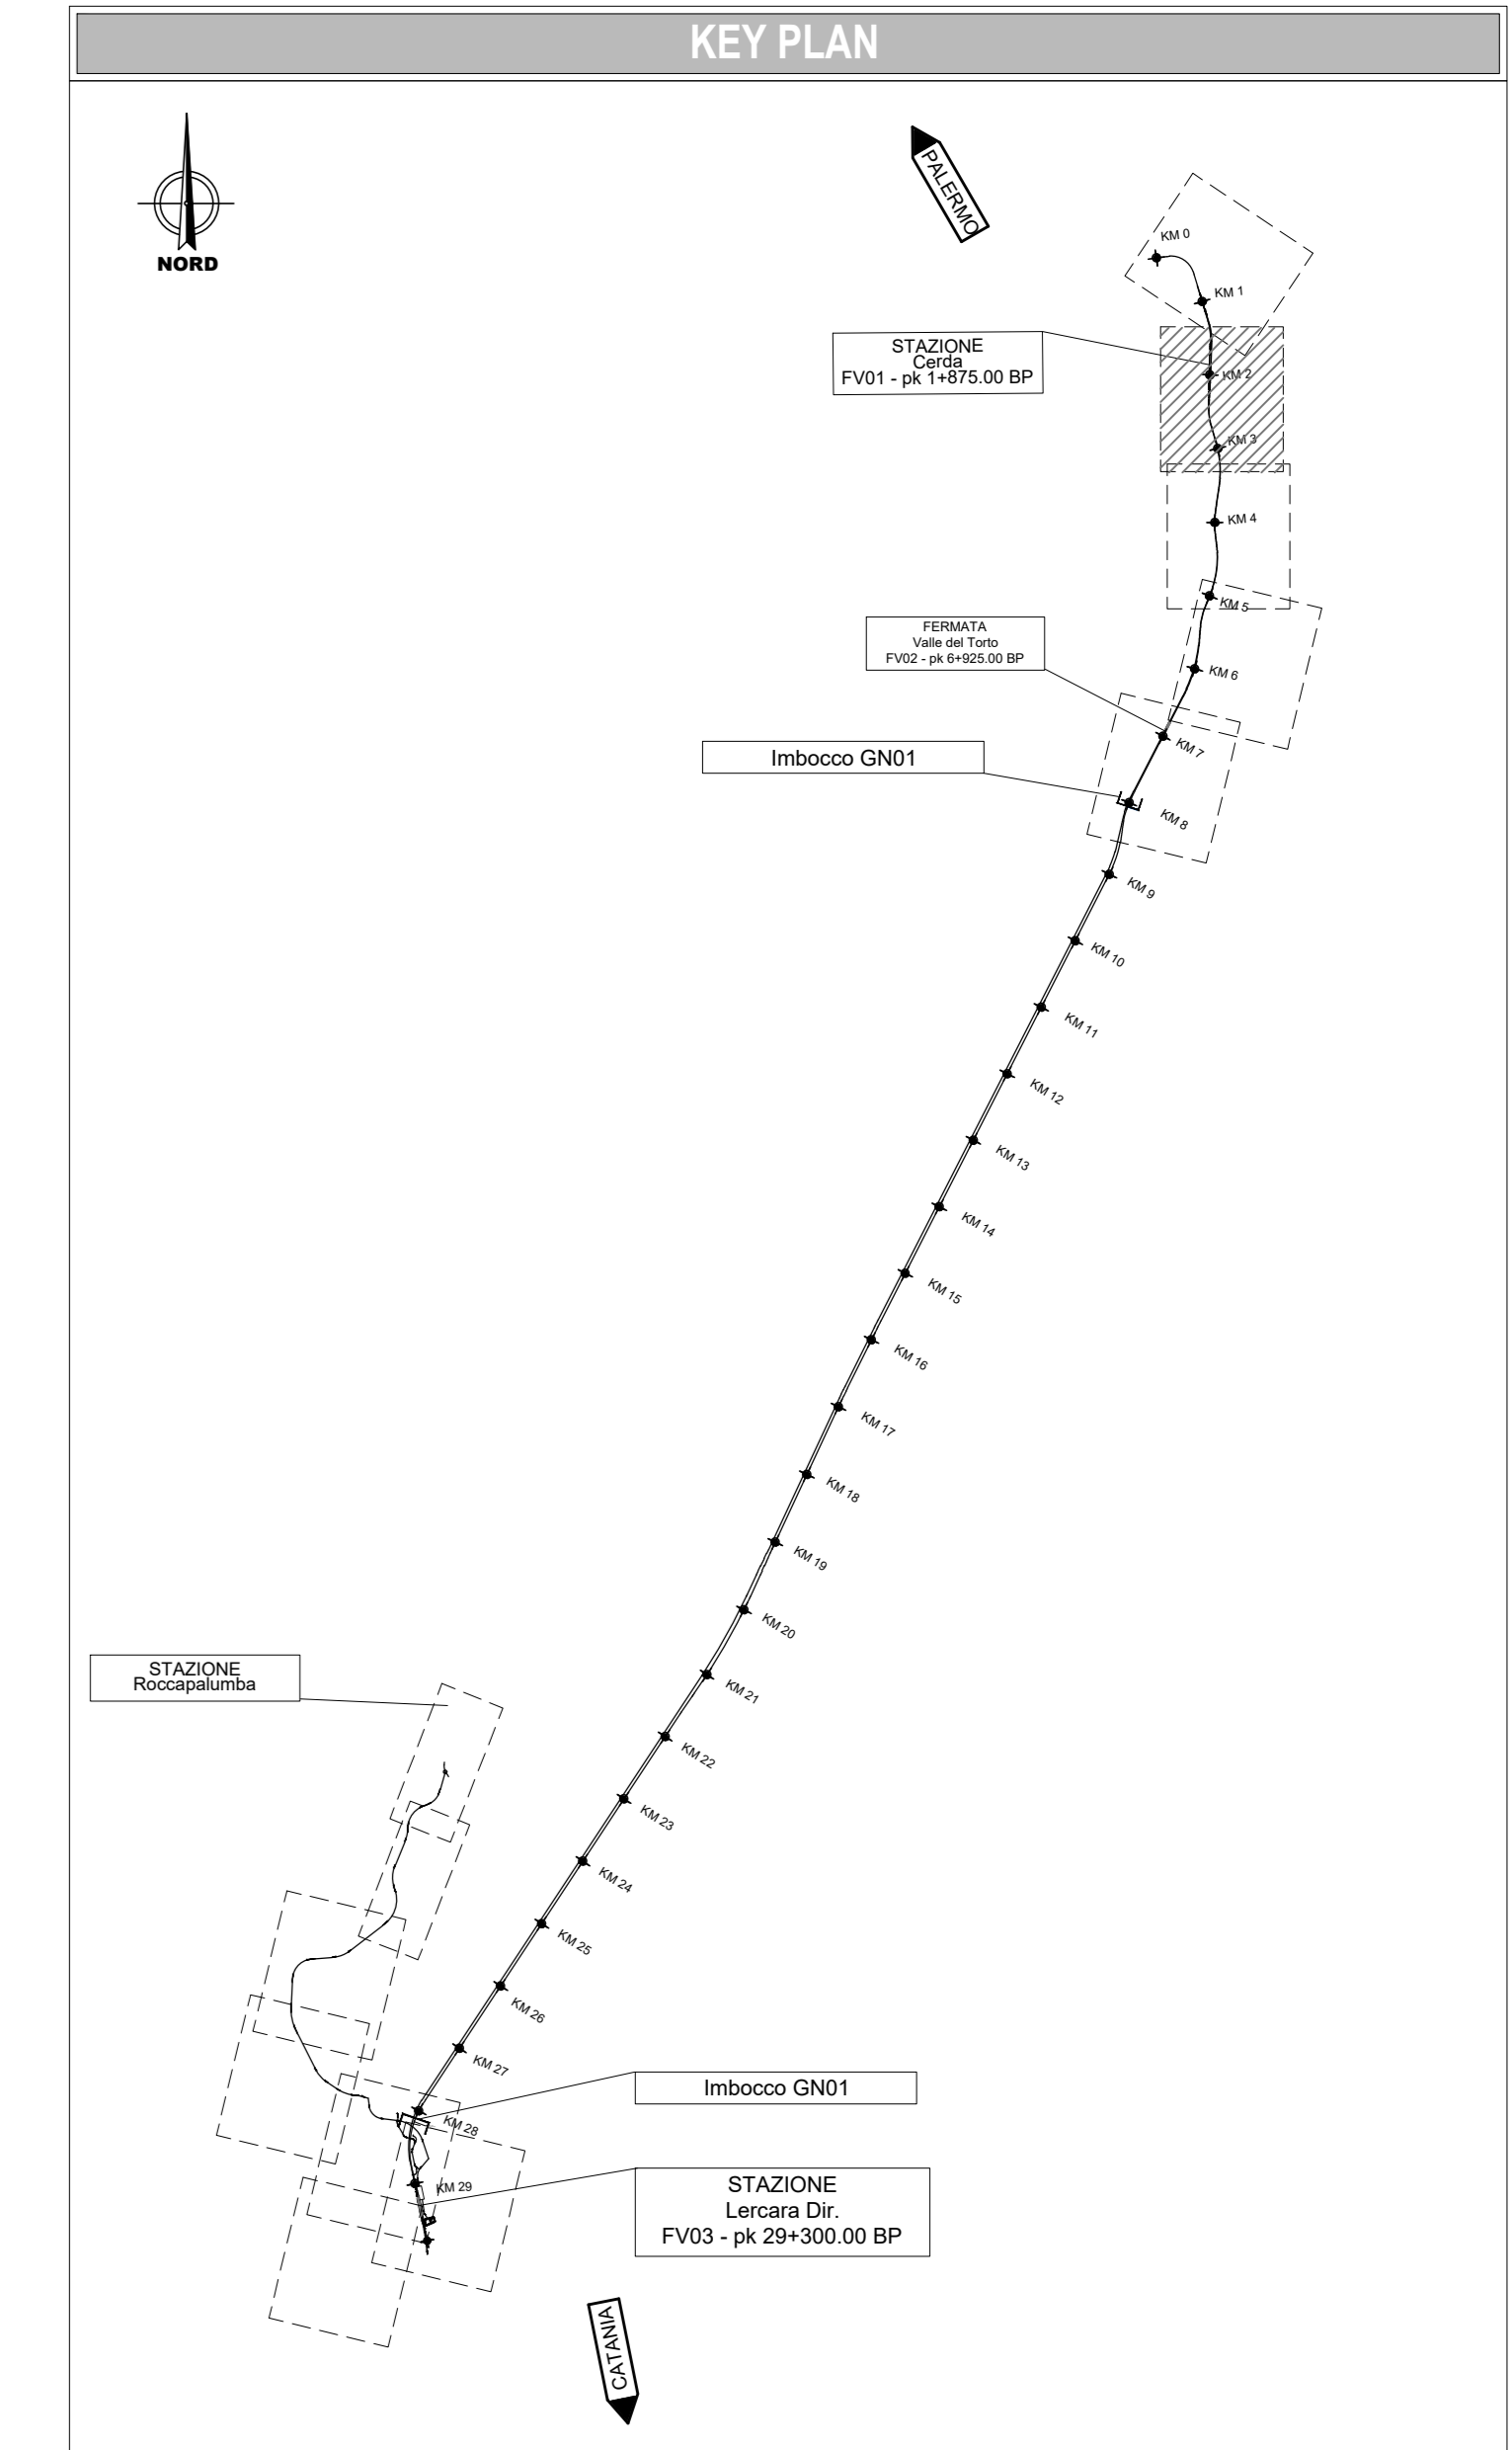 KEY PLAN
NORD
PALERMO
KM 0
KM 1
STAZIONE
Cerda
FV01 - pk 1+875.00 BP
KM 2
KM 3
KM 4
KM 5
FERMATA
Valle del Torto
FV02 - pk 6+925.00 BP
KM 6
KM 7
Imbocco GN01
KM 8
KM 9
KM 10
KM 11
KM 12
KM 13
KM 14
KM 15
KM 16
KM 17
KM 18
KM 19
KM 20
STAZIONE
Roccapalumba
KM 21
KM 22
KM 23
KM 24
KM 25
KM 26
KM 27
Imbocco GN01
KM 28
KM 29
STAZIONE
Lercara Dir.
FV03 - pk 29+300.00 BP
CATANIA